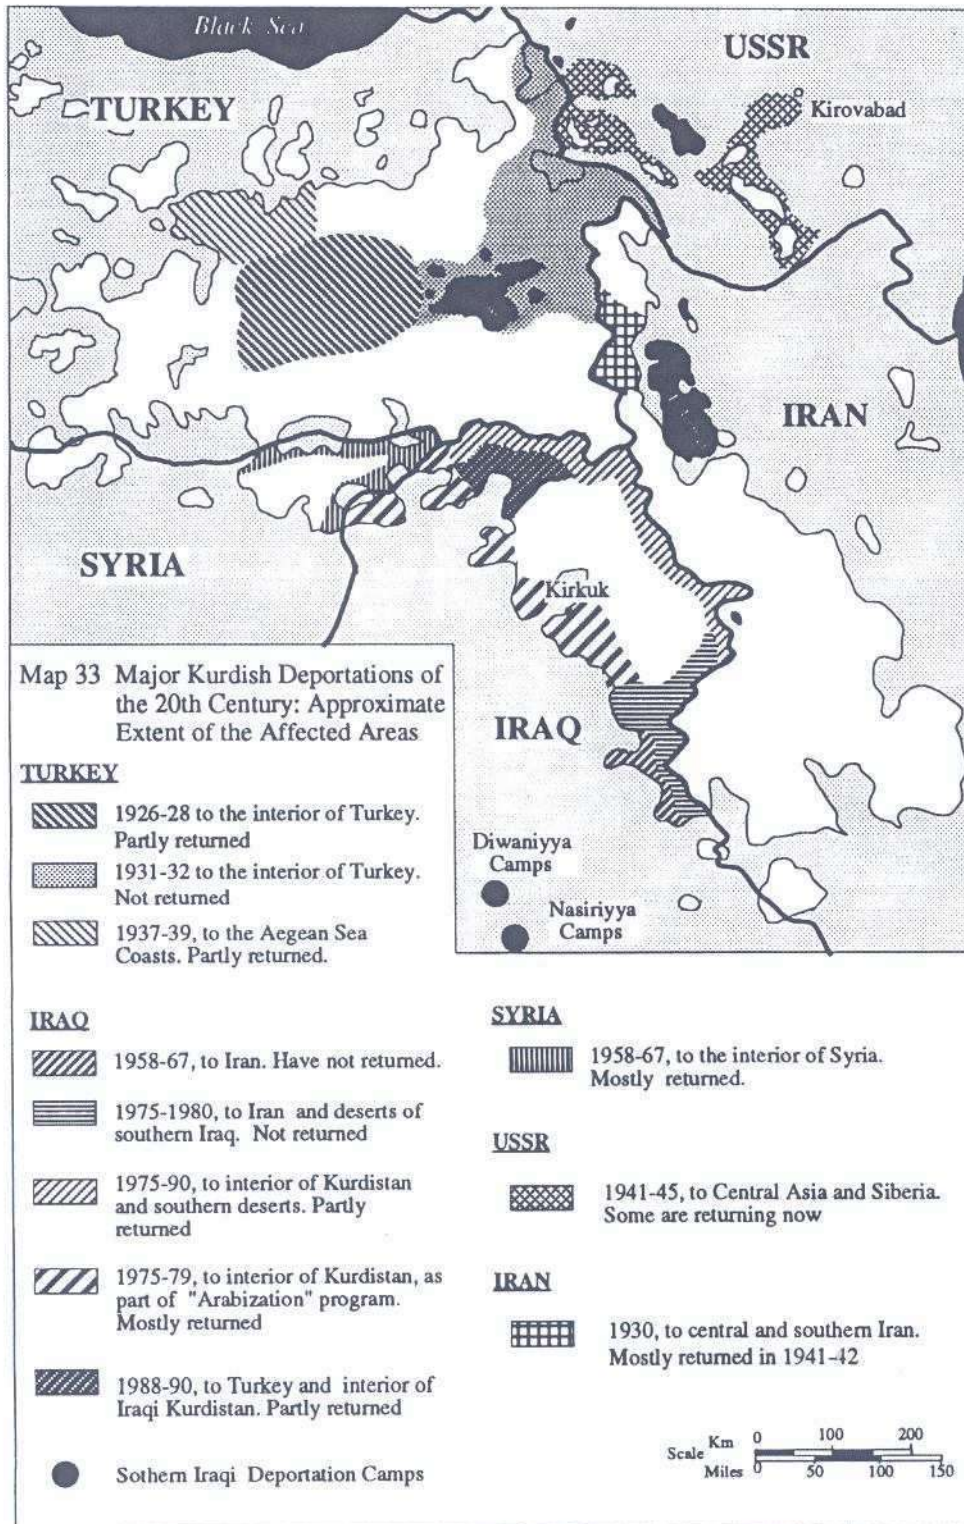 Black Sea
USSR
TURKEY
Kirovabad
IRAN
SYRIA
Kirkuk
IRAQ
Diwaniyya
Camps
Nasiriyya
Camps
Map 33 Major Kurdish Deportations of
the 20th Century: Approximate
Extent of the Affected Areas
TURKEY
1926-28 to the interior of Turkey.
Partly returned
1931-32 to the interior of Turkey.
Not returned
1937-39, to the Aegean Sea
Coasts. Partly returned.
IRAQ
1958-67, to Iran. Have not returned.
1975-1980, to Iran and deserts of
southern Iraq. Not returned
1975-90, to interior of Kurdistan
and southern deserts. Partly
returned
1975-79, to interior of Kurdistan, as
part of "Arabization" program.
Mostly returned
1988-90, to Turkey and interior of
Iraqi Kurdistan. Partly returned
Sothern Iraqi Deportation Camps
SYRIA
1958-67, to the interior of Syria.
Mostly returned.
USSR
1941-45, to Central Asia and Siberia.
Some are returning now
IRAN
1930, to central and southern Iran.
Mostly returned in 1941-42
Km 0 100 200
Scale
Miles 0 50 100 150